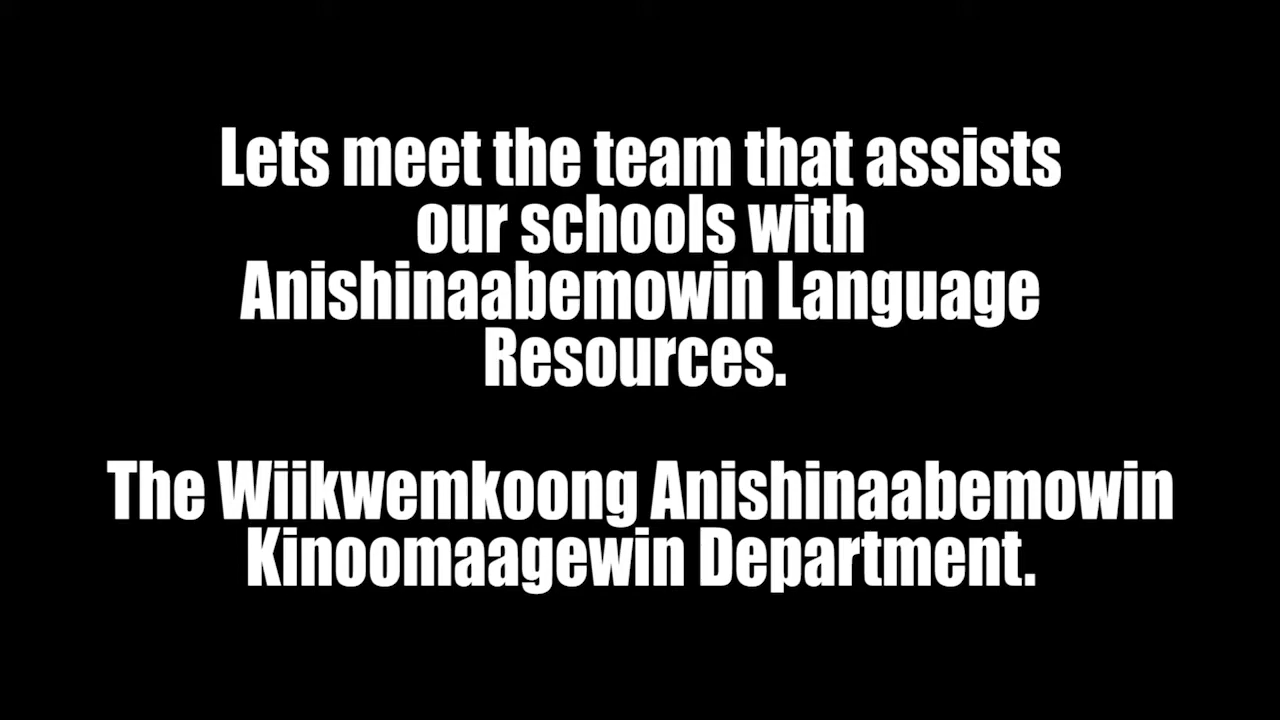 Lets meet the team that assists
our schools with
Anishinaabemowin Language
Resources.
The Wiikwemkoong Anishinaabemowin
Kinoomaagewin Department.